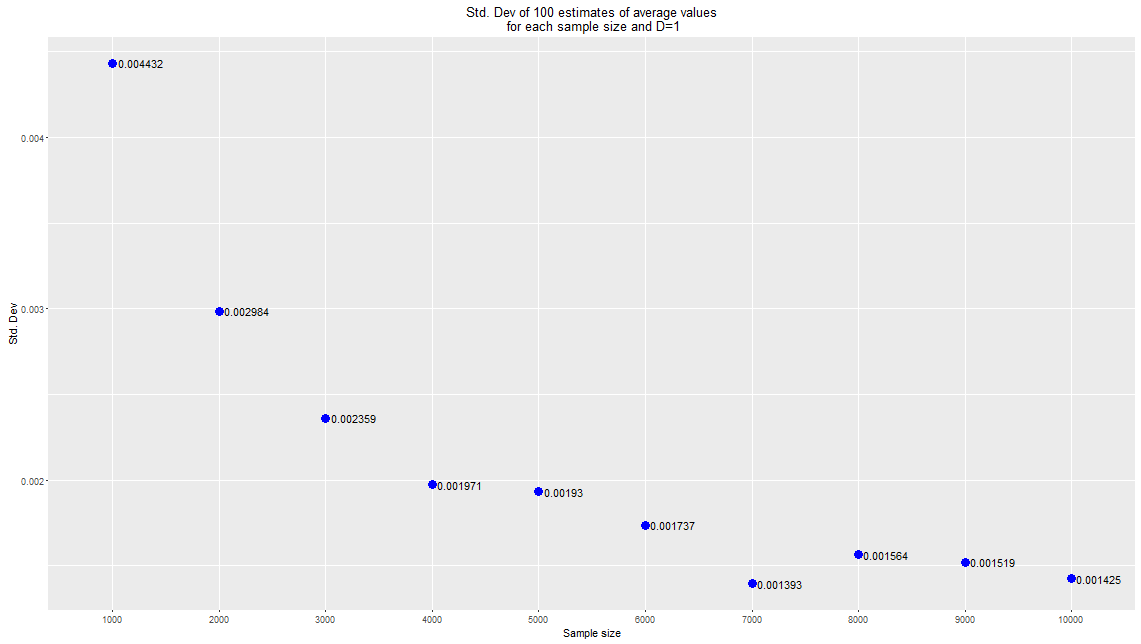 Std. Dev of 100 estimates of average values
for each sample size and D=1
Std. Dev
0.004
0.003
0.002
0.004432
0.002984
0.002359
0.001971
0.00193
0.001737
0.001393
0.001564
0.001519
0.001425
1000 2000 3000 4000 5000 6000 7000 8000 9000 10000
Sample size